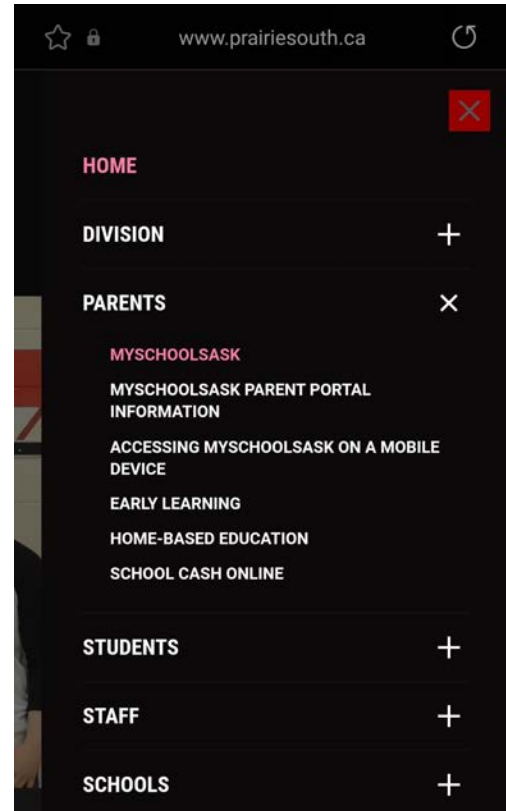 www.prairiesouth.ca
HOME
DIVISION
PARENTS
MYSCHOOLSASK
MYSCHOOLSASK PARENT PORTAL
INFORMATION
ACCESSING MYSCHOOLSASK ON A MOBILE
DEVICE
EARLY LEARNING
HOME-BASED EDUCATION
SCHOOL CASH ONLINE
STUDENTS
STAFF
SCHOOLS